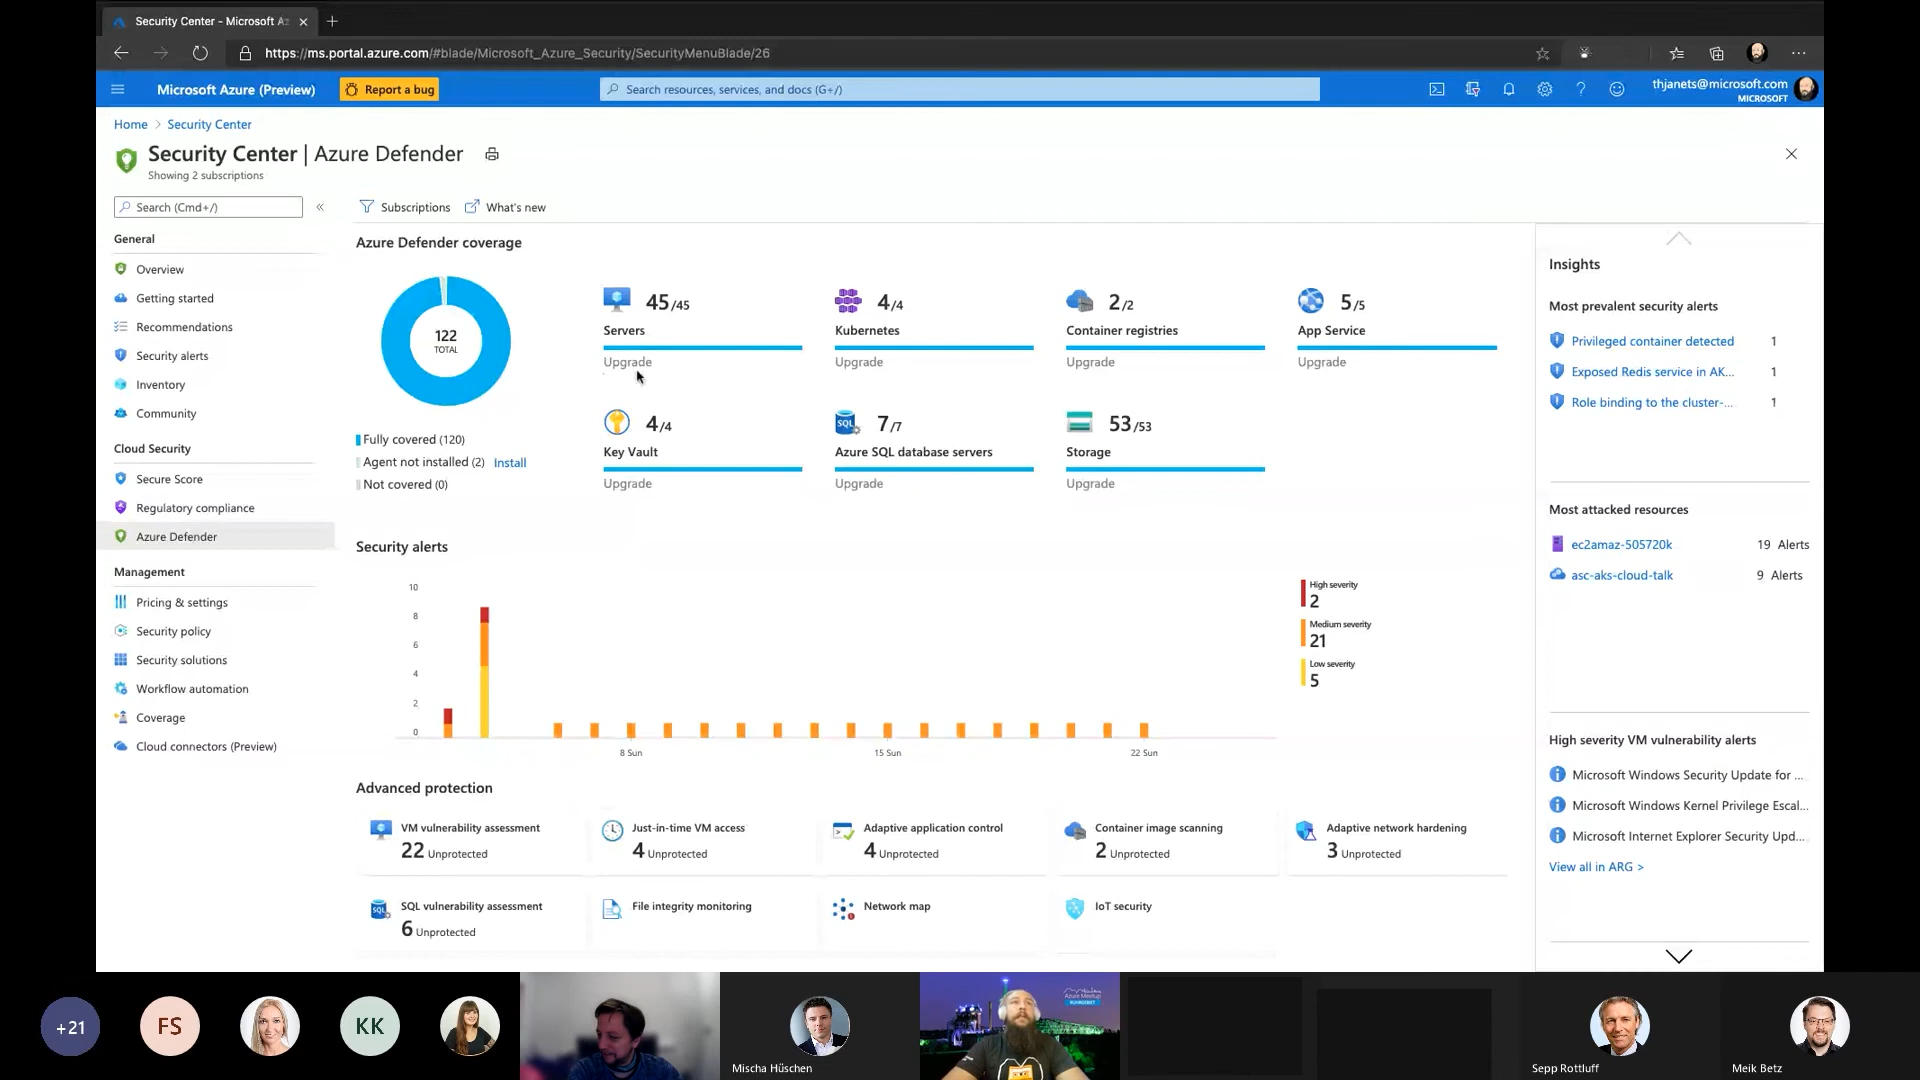 Security Center - Microsoft Az
https://ms.portal.azure.com/#blade/Microsoft_Azure_Security/SecurityMenuBlade/26
Microsoft Azure (Preview)
Report a bug
Search resources, services, and docs (G+/)
thjanets@microsoft.com
MICROSOFT
Home > Security Center
Security Center | Azure Defender
Showing 2 subscriptions
Search (Cmd+/)
«
General
Overview
Getting started
Recommendations
Security alerts
Inventory
Community
Cloud Security
Secure Score
Regulatory compliance
Azure Defender
Management
Pricing & settings
Security policy
Security solutions
Workflow automation
Coverage
Cloud connectors (Preview)
Subscriptions
What's new
Azure Defender coverage
122
TOTAL
Fully covered (120)
Agent not installed (2) Install
Not covered (0)
45/45
Servers
Upgrade
4/4
Kubernetes
Upgrade
2/2
Container registries
Upgrade
5/5
App Service
Upgrade
4/4
Key Vault
Upgrade
7/7
Azure SQL database servers
Upgrade
53/53
Storage
Upgrade
Security alerts
10
8
6
4
2
0
8 Sun
15 Sun
22 Sun
High severity
2
Medium severity
21
Low severity
5
Advanced protection
VM vulnerability assessment
22 Unprotected
Just-in-time VM access
4 Unprotected
Adaptive application control
4 Unprotected
Container image scanning
2 Unprotected
Adaptive network hardening
3 Unprotected
SQL vulnerability assessment
6 Unprotected
File integrity monitoring
Network map
IoT security
Insights
Most prevalent security alerts
Privileged container detected 1
Exposed Redis service in AK... 1
Role binding to the cluster-... 1
Most attacked resources
ec2amaz-505720k 19 Alerts
asc-aks-cloud-talk 9 Alerts
High severity VM vulnerability alerts
Microsoft Windows Security Update for ...
Microsoft Windows Kernel Privilege Escal...
Microsoft Internet Explorer Security Upd...
View all in ARG >
+21
FS
KK
Mischa Hüschen
Azure Meetup
Sepp Rottluff
Meik Betz